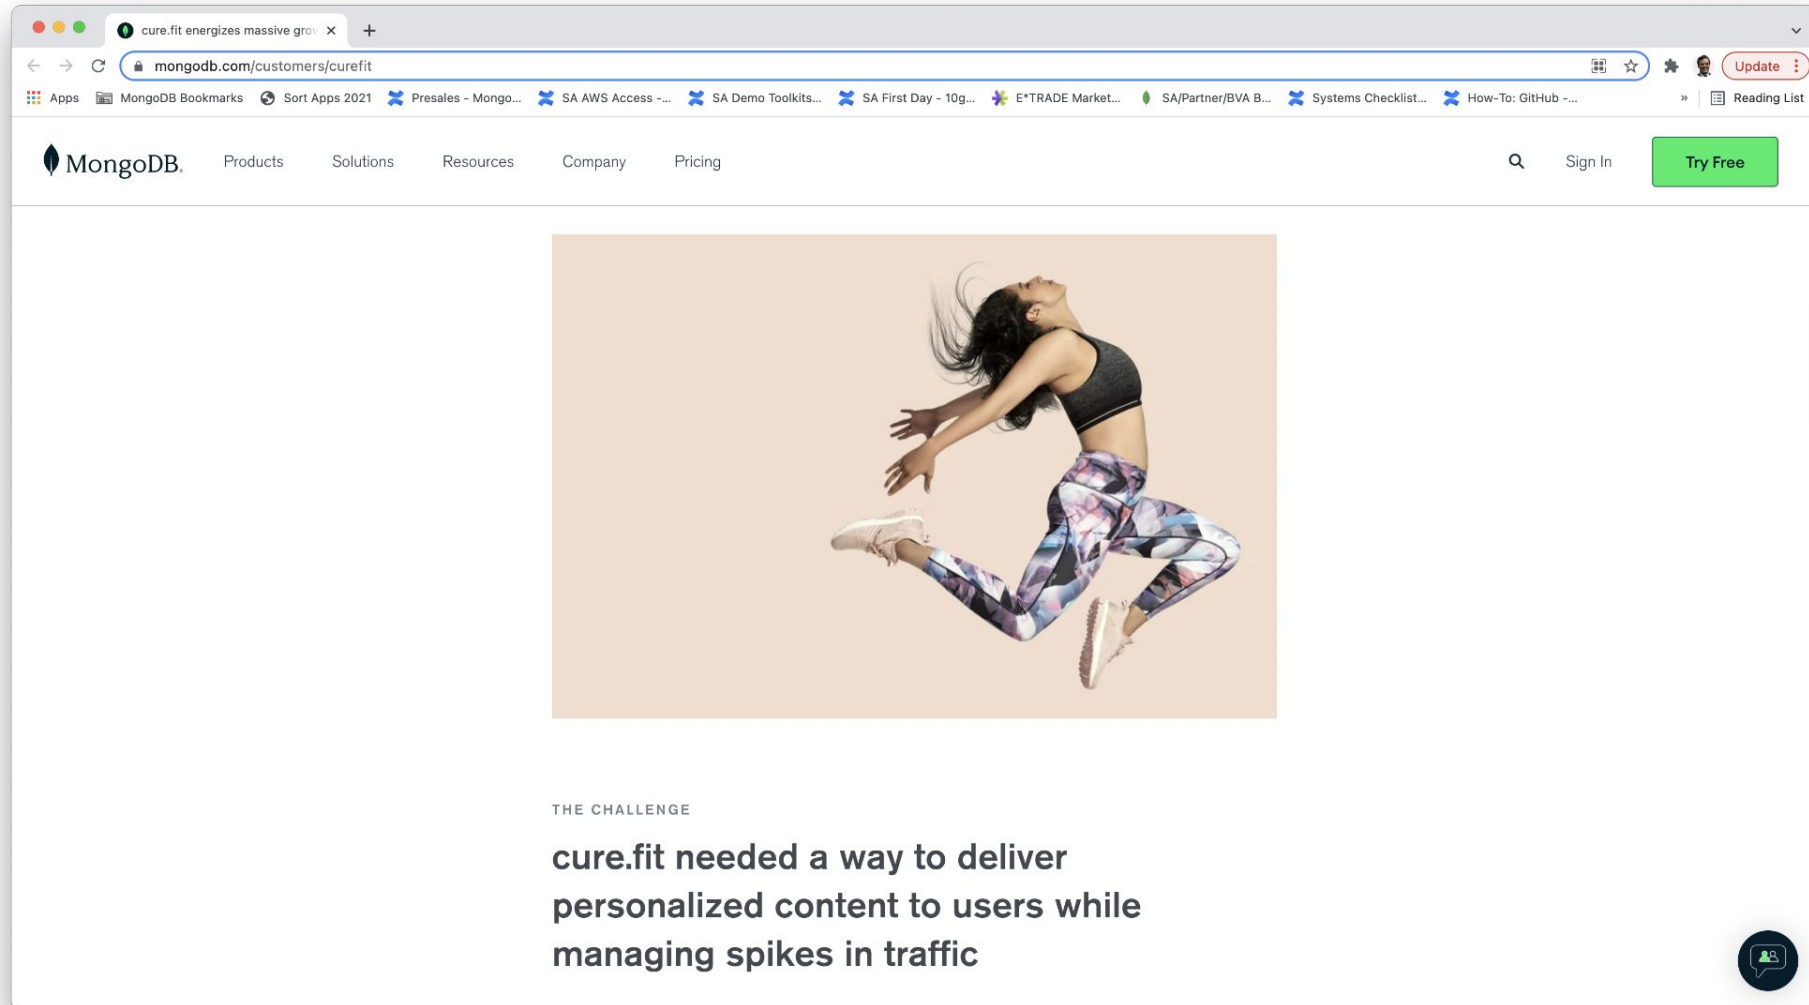 cure.fit energizes massive grow
mongodb.com/customers/curefit
Update
Apps
MongoDB Bookmarks
Sort Apps 2021
Presales - Mongo...
SA AWS Access -...
SA Demo Toolkits...
SA First Day - 10g...
E*TRADE Market...
SA/Partner/BVA B...
Systems Checklist...
How-To: GitHub -...
»
Reading List
MongoDB.
Products
Solutions
Resources
Company
Pricing
Sign In
Try Free
THE CHALLENGE
cure.fit needed a way to deliver
personalized content to users while
managing spikes in traffic